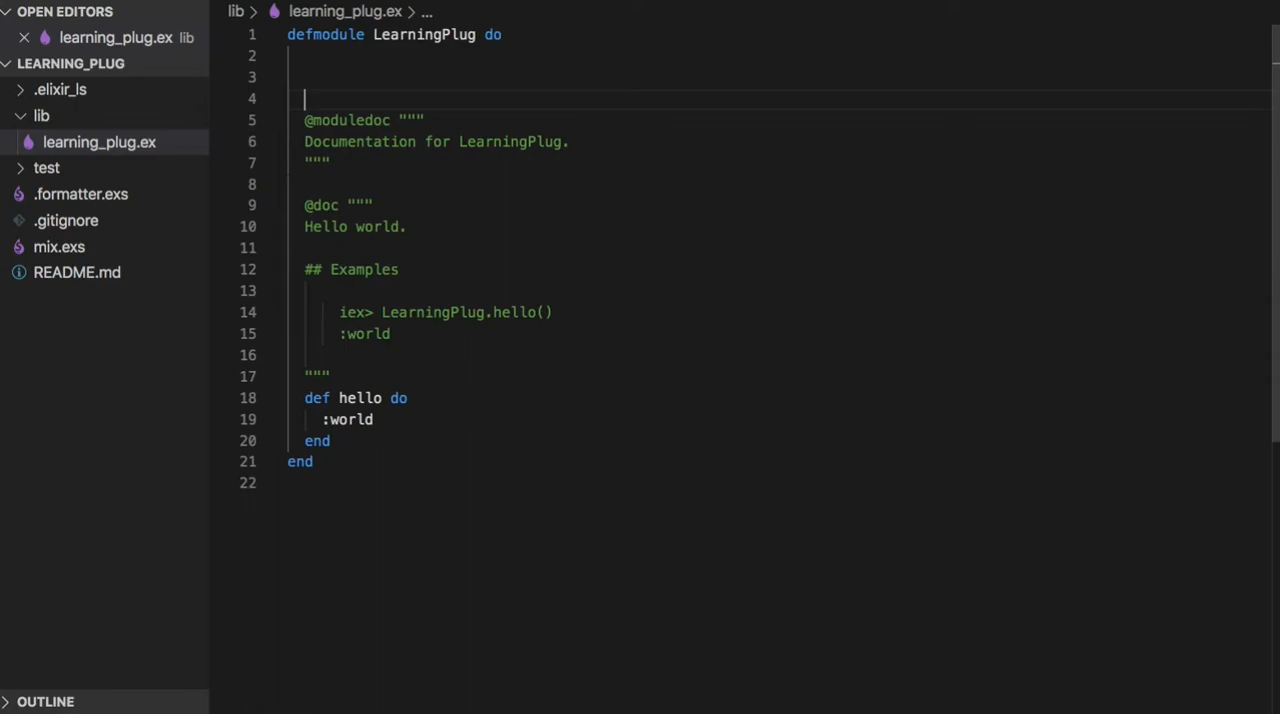 OPEN EDITORS
learning_plug.ex lib
LEARNING_PLUG
.elixir_ls
lib
learning_plug.ex
test
.formatter.exs
.gitignore
mix.exs
README.md
OUTLINE
lib > learning_plug.ex > ...
1 defmodule LearningPlug do
2
3
4
5 @moduledoc """
6 Documentation for LearningPlug.
7 """
8
9 @doc """
10 Hello world.
11
12 ## Examples
13
14 iex> LearningPlug.hello()
15 :world
16
17 """
18 def hello do
19 :world
20 end
21 end
22